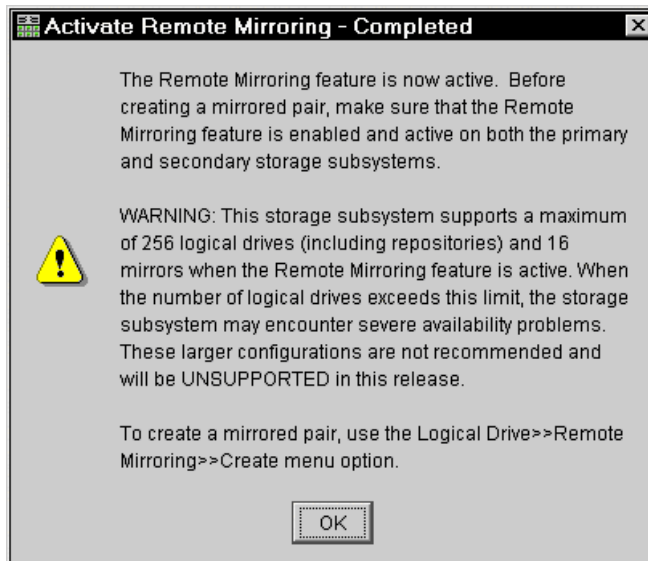 Activate Remote Mirroring - Completed
The Remote Mirroring feature is now active. Before
creating a mirrored pair, make sure that the Remote
Mirroring feature is enabled and active on both the primary
and secondary storage subsystems.
WARNING: This storage subsystem supports a maximum
of 256 logical drives (including repositories) and 16
mirrors when the Remote Mirroring feature is active. When
the number of logical drives exceeds this limit, the storage
subsystem may encounter severe availability problems.
These larger configurations are not recommended and
will be UNSUPPORTED in this release.
To create a mirrored pair, use the Logical Drive>>Remote
Mirroring>>Create menu option.
OK